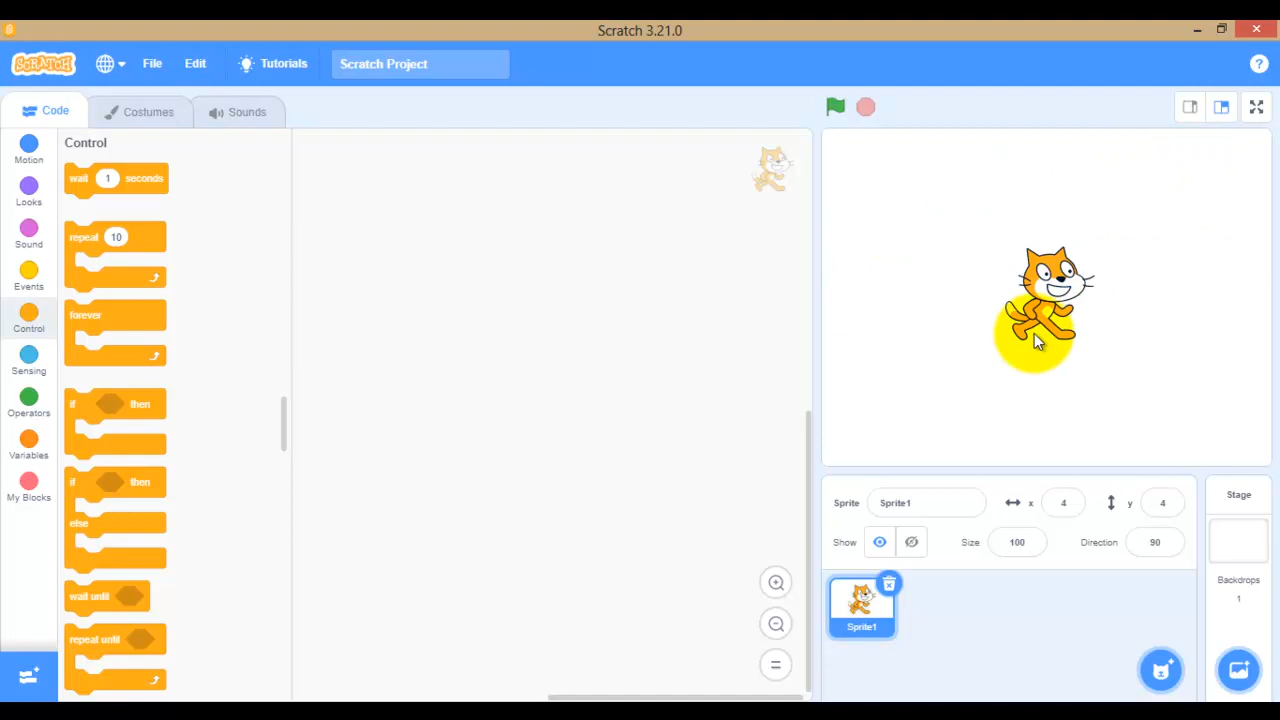 Scratch 3.21.0
SCRATCH
File
Edit
Tutorials
Scratch Project
?
Code
Costumes
Sounds
Motion
Looks
Sound
Events
Control
Sensing
Operators
Variables
My Blocks
Control
wait 1 seconds
repeat 10
forever
if then
if then
else
wait until
repeat until
Sprite
Sprite1
x
4
y
4
Show
Size
100
Direction
90
Sprite1
Stage
Backdrops
1